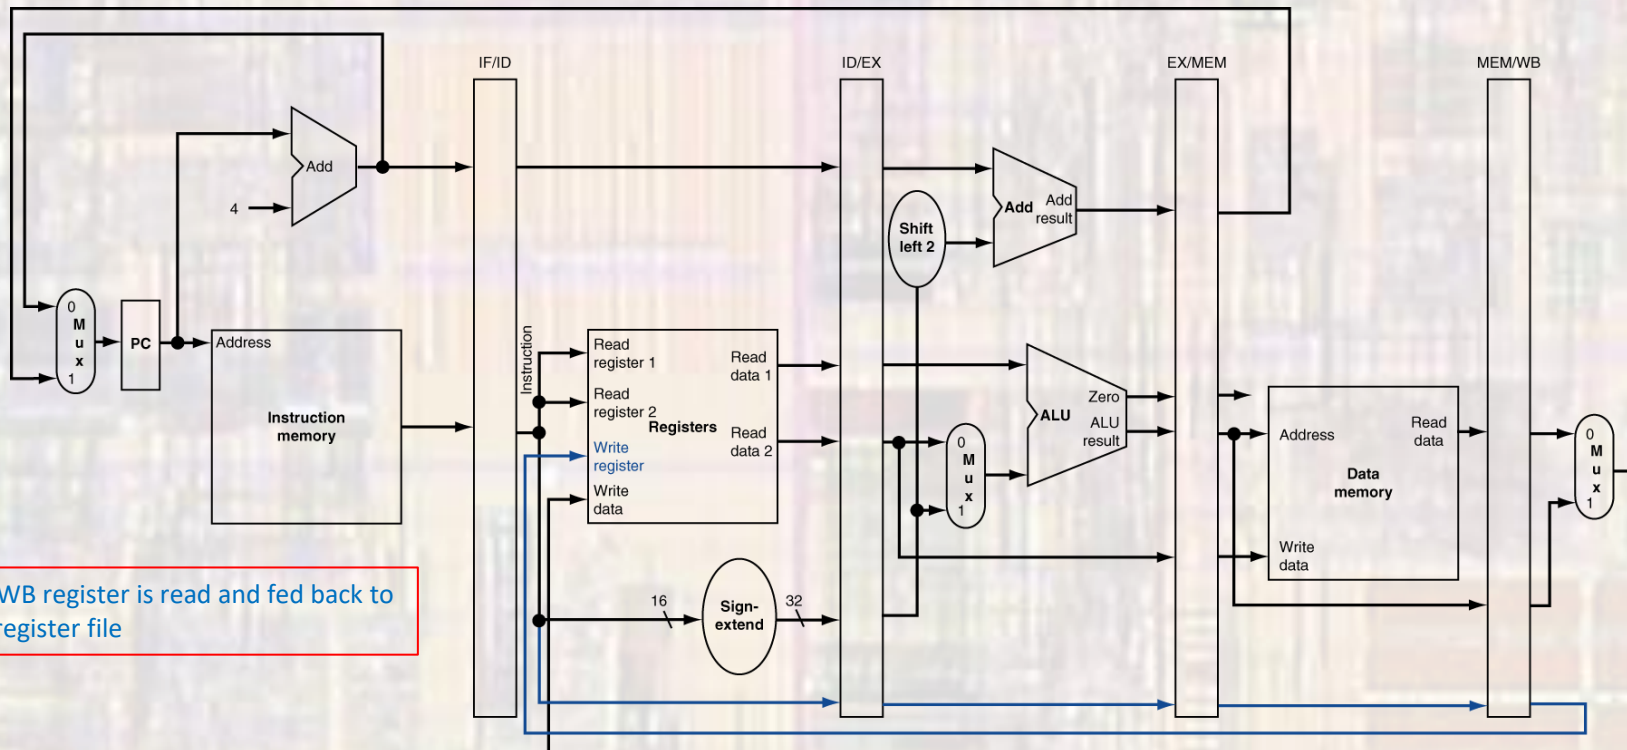 IF/ID
ID/EX
EX/MEM
MEM/WB
Add
4
0
M
u
x
1
PC
Address
Instruction
memory
Instruction
Read
register 1
Read
register 2
Write
register
Write
data
Registers
Read
data 1
Read
data 2
16
Sign-
extend
32
Shift
left 2
Add
Add
result
0
M
u
x
1
ALU
Zero
ALU
result
Address
Read
data
Data
memory
Write
data
0
M
u
x
1
WB register is read and fed back to
register file